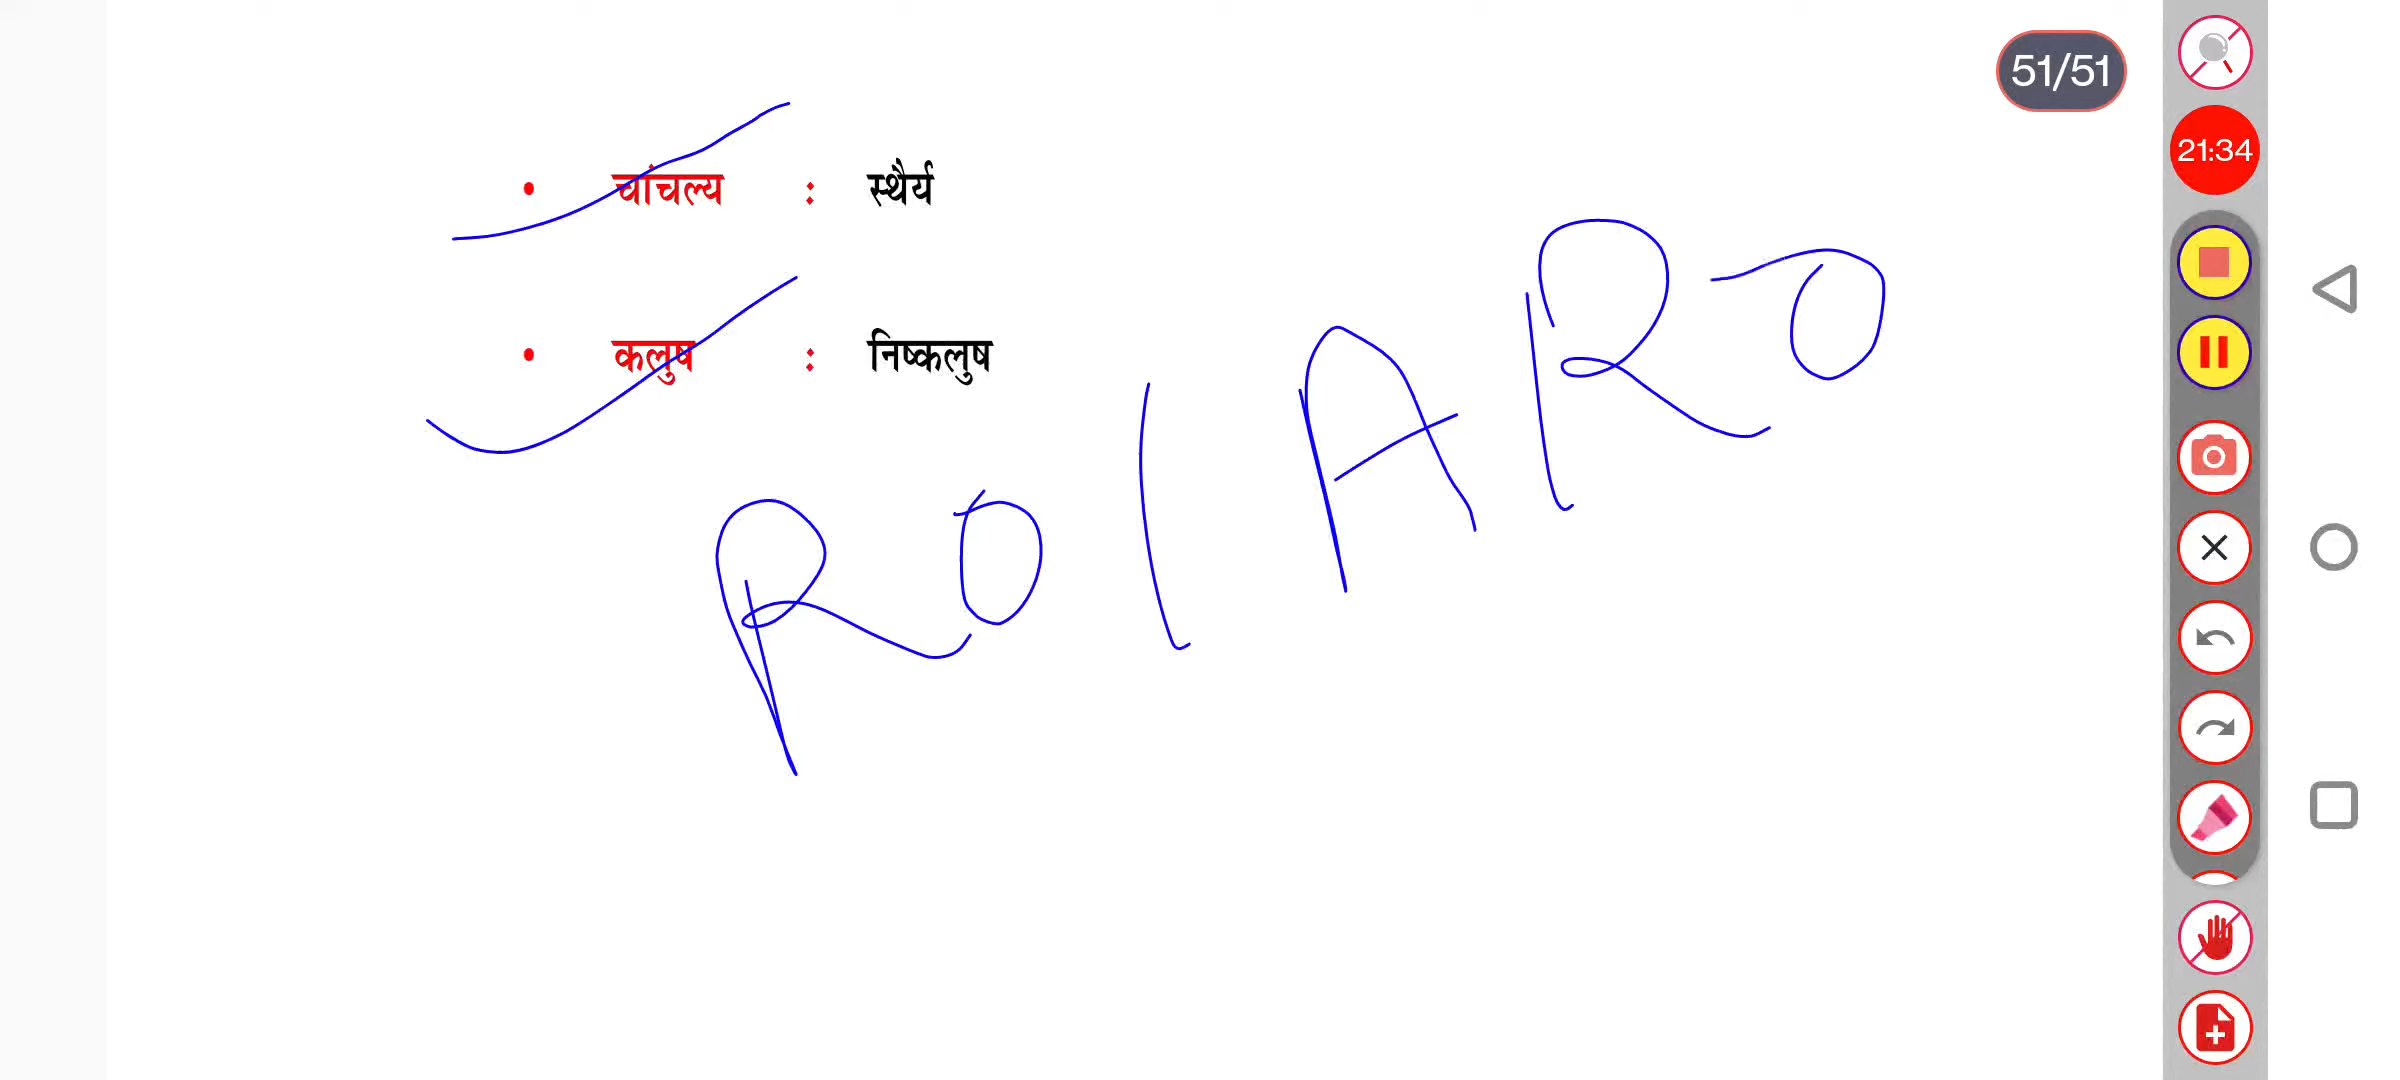 51/51
21:34
• चांचल्य : स्थैर्य
• कलुष : निष्कलुष
RO/ARO